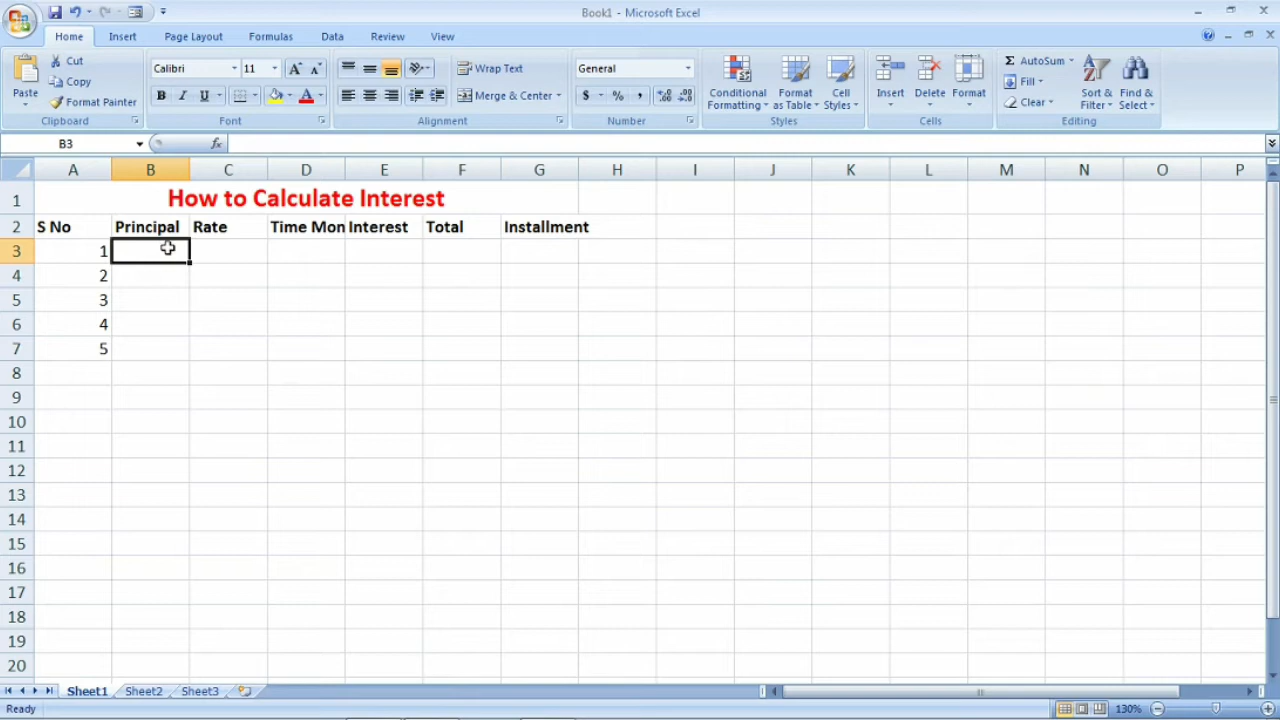 Book1 - Microsoft Excel
Home Insert Page Layout Formulas Data Review View
Paste Cut Copy Format Painter Clipboard
Calibri 11 B I U A Font
Wrap Text Merge & Center Alignment
General $ % , Number
Conditional Formatting Format as Table Cell Styles Styles
Insert Delete Format Cells
Σ AutoSum Fill Clear Sort & Filter Find & Select Editing
B3 fx
A B C D E F G H I J K L M N O P
1 How to Calculate Interest
2 S No Principal Rate Time Mon Interest Total Installment
3 1
4 2
5 3
6 4
7 5
8
9
10
11
12
13
14
15
16
17
18
19
20
Sheet1 Sheet2 Sheet3
Ready 130%